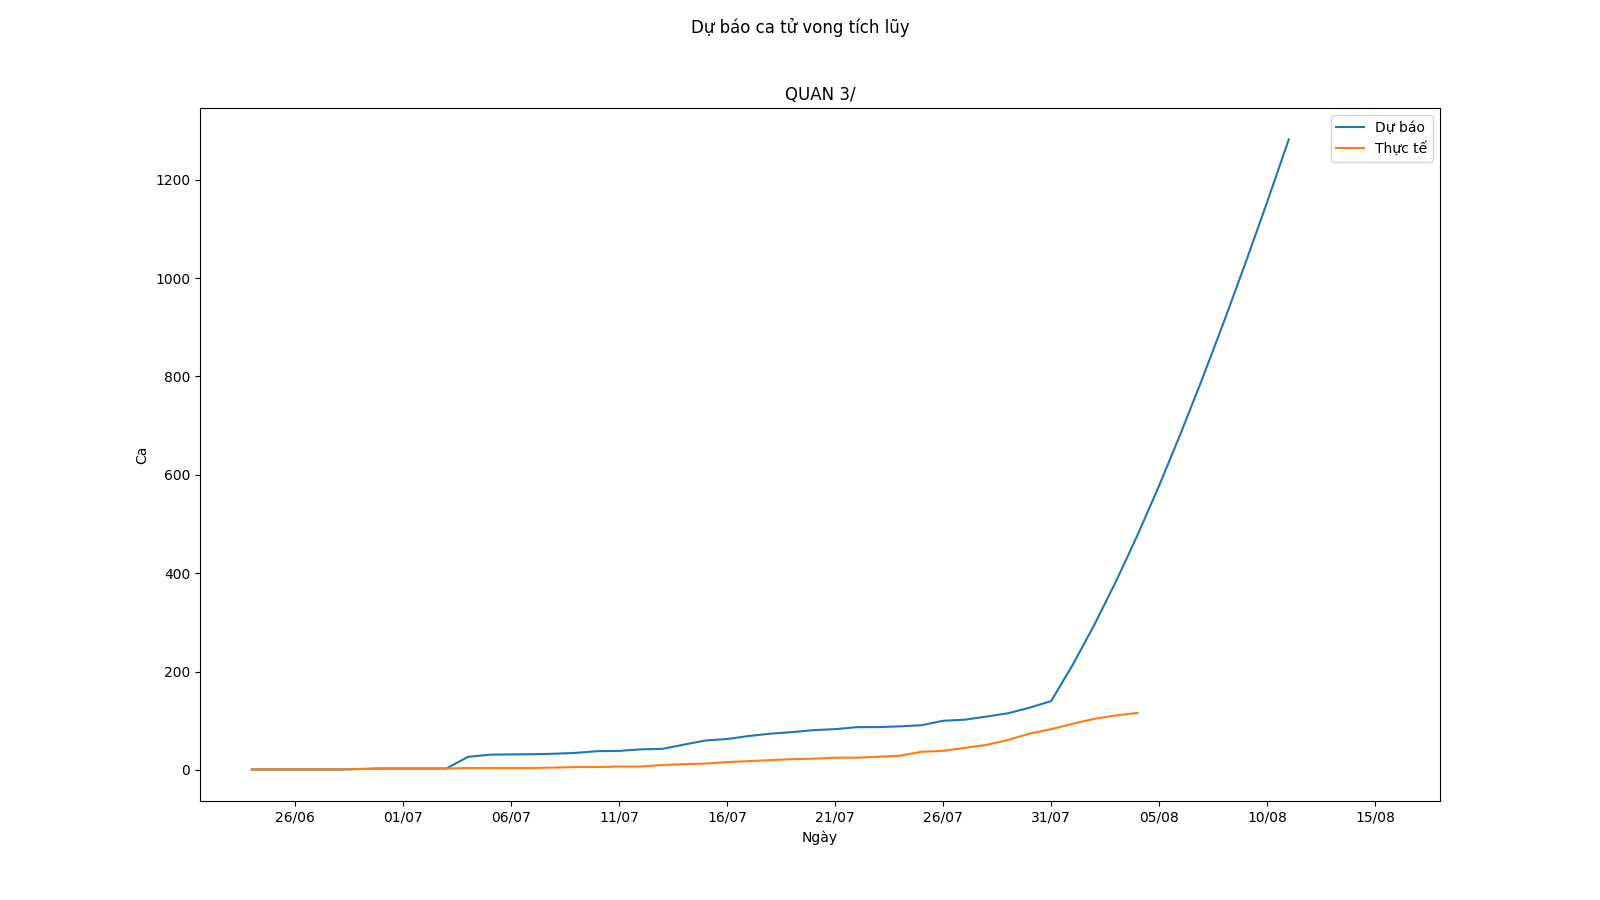 Dự báo ca tử vong tích lũy
QUAN 3/
Dự báo
Thực tế
1200
1000
800
600
400
200
0
Ca
26/06 01/07 06/07 11/07 16/07 21/07 26/07 31/07 05/08 10/08 15/08
Ngày